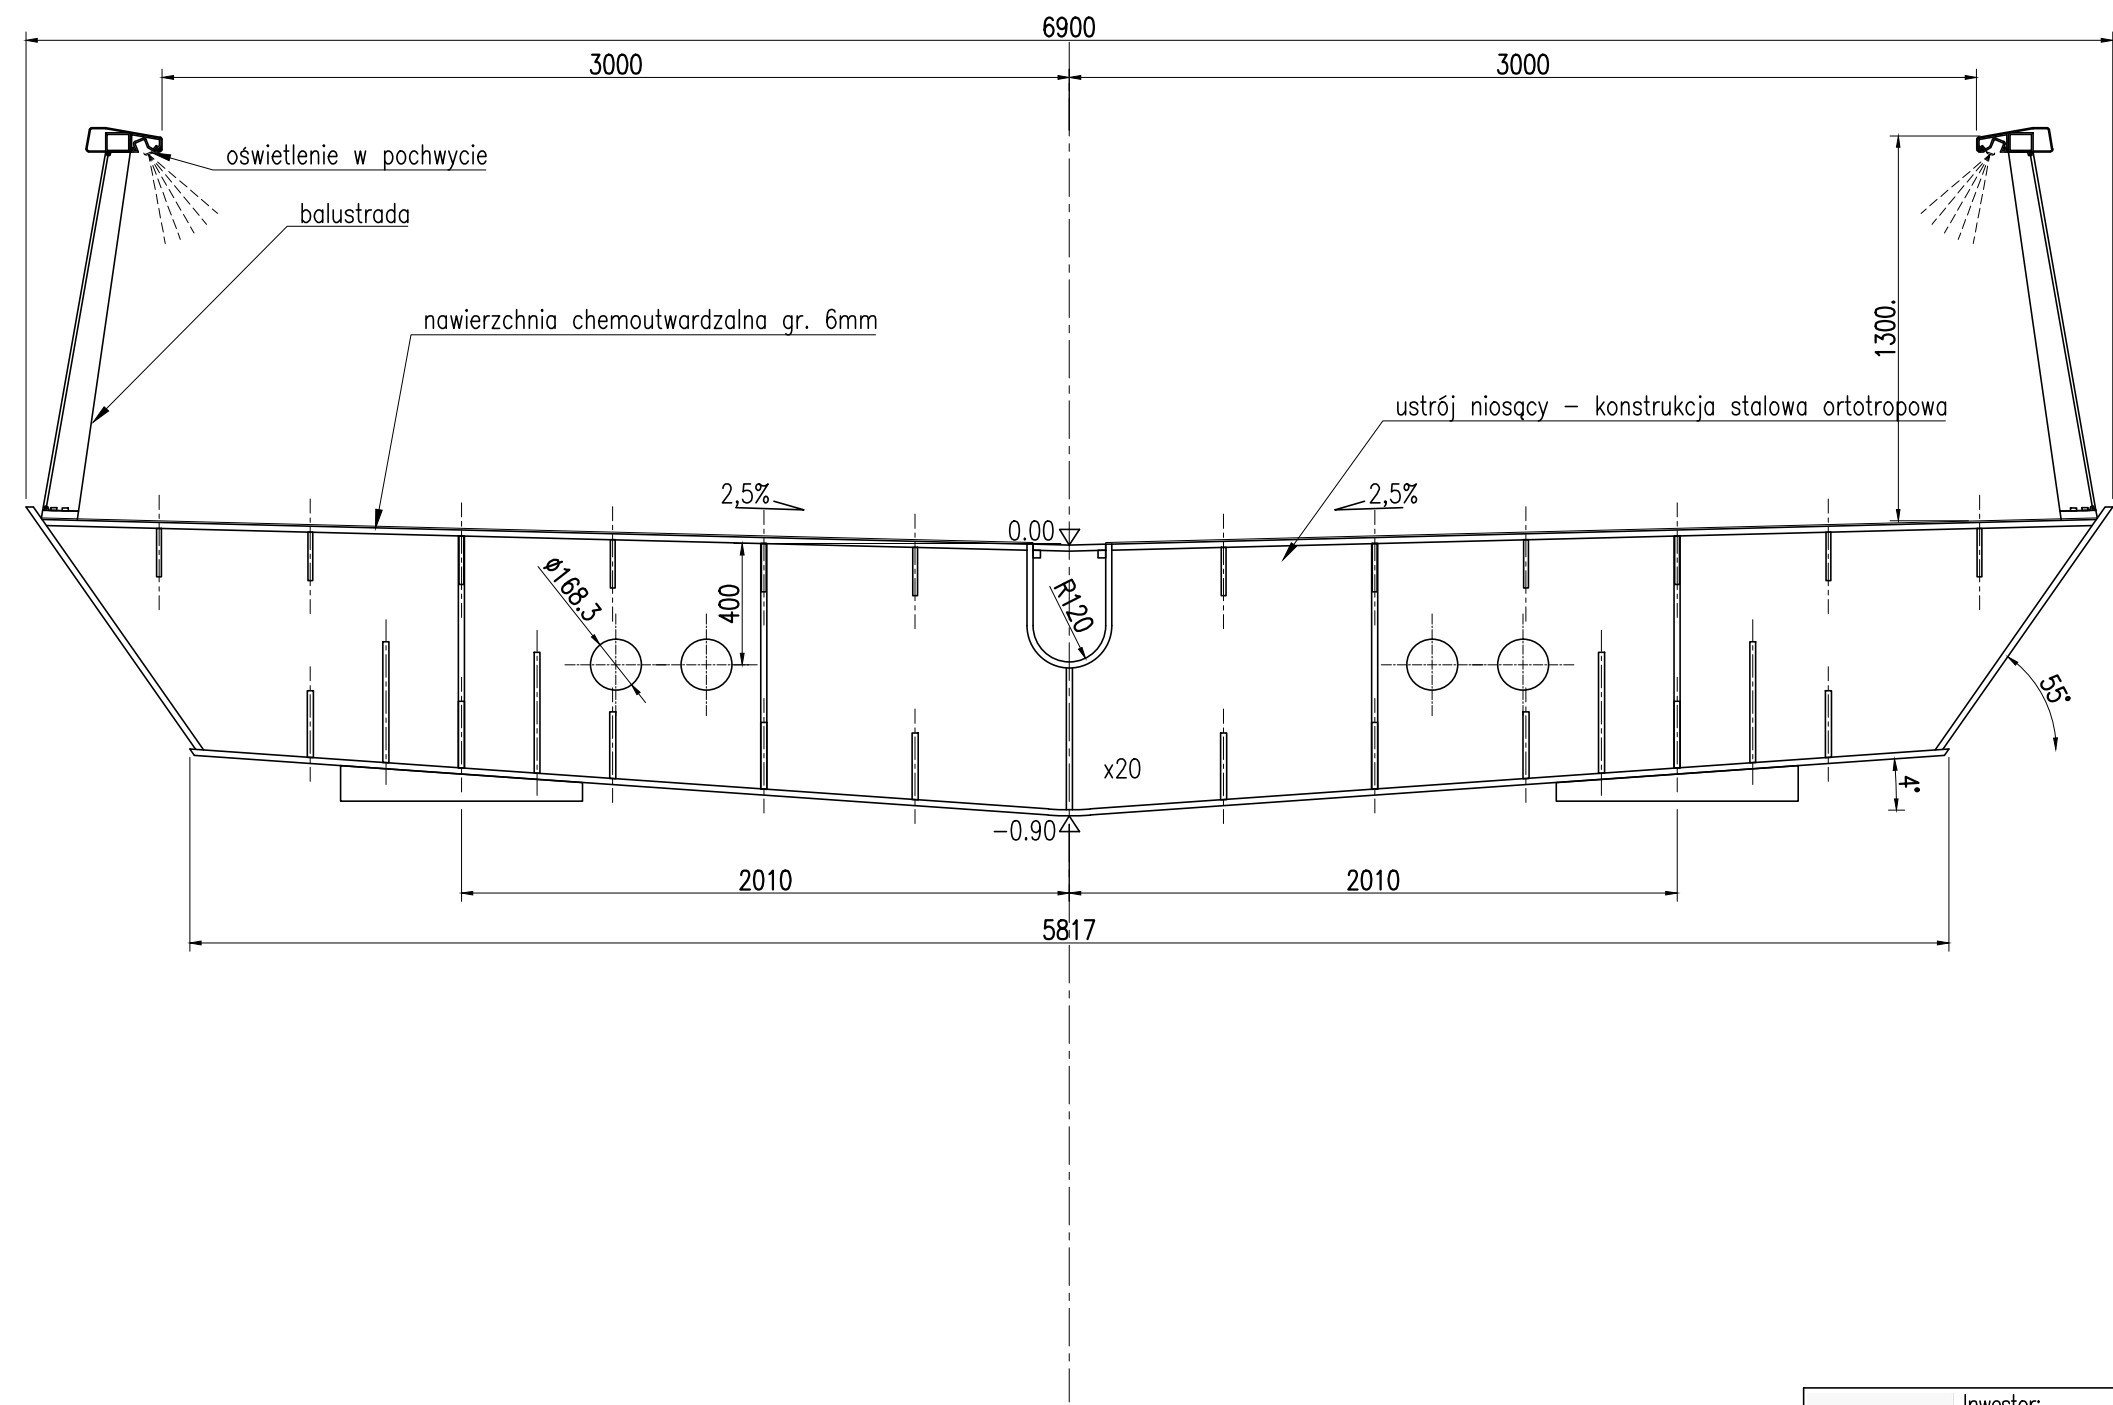 6900
3000
3000
oświetlenie w pochwycie
balustrada
1300.
nawierzchnia chemoutwardzalna gr. 6mm
ustrój niosący – konstrukcja stalowa ortotropowa
2,5%
2,5%
0.00
ø168.3
400
R120
55°
x20
4°
-0.90
2010
2010
5817
Inwestor: